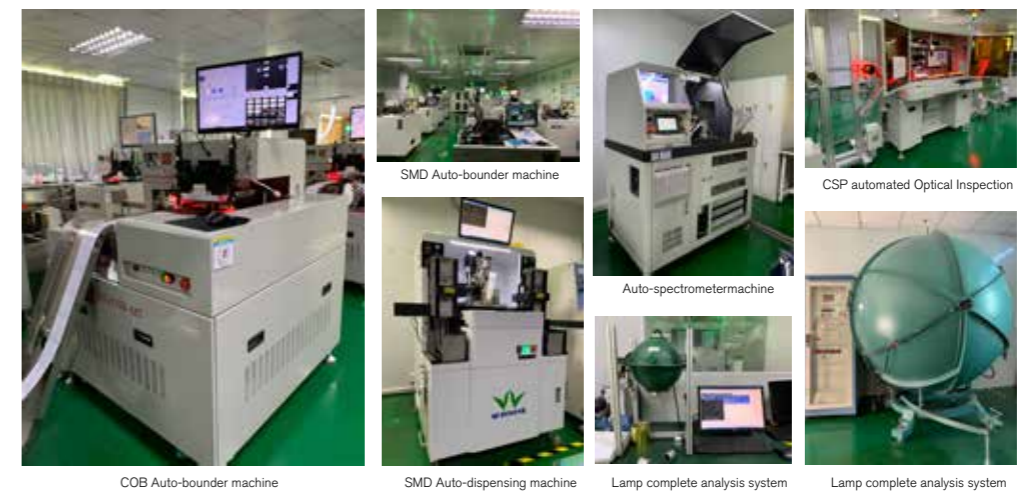 SMD Auto-bounder machine
CSP automated Optical Inspection
Auto-spectrometermachine
COB Auto-bounder machine
SMD Auto-dispensing machine
Lamp complete analysis system
Lamp complete analysis system